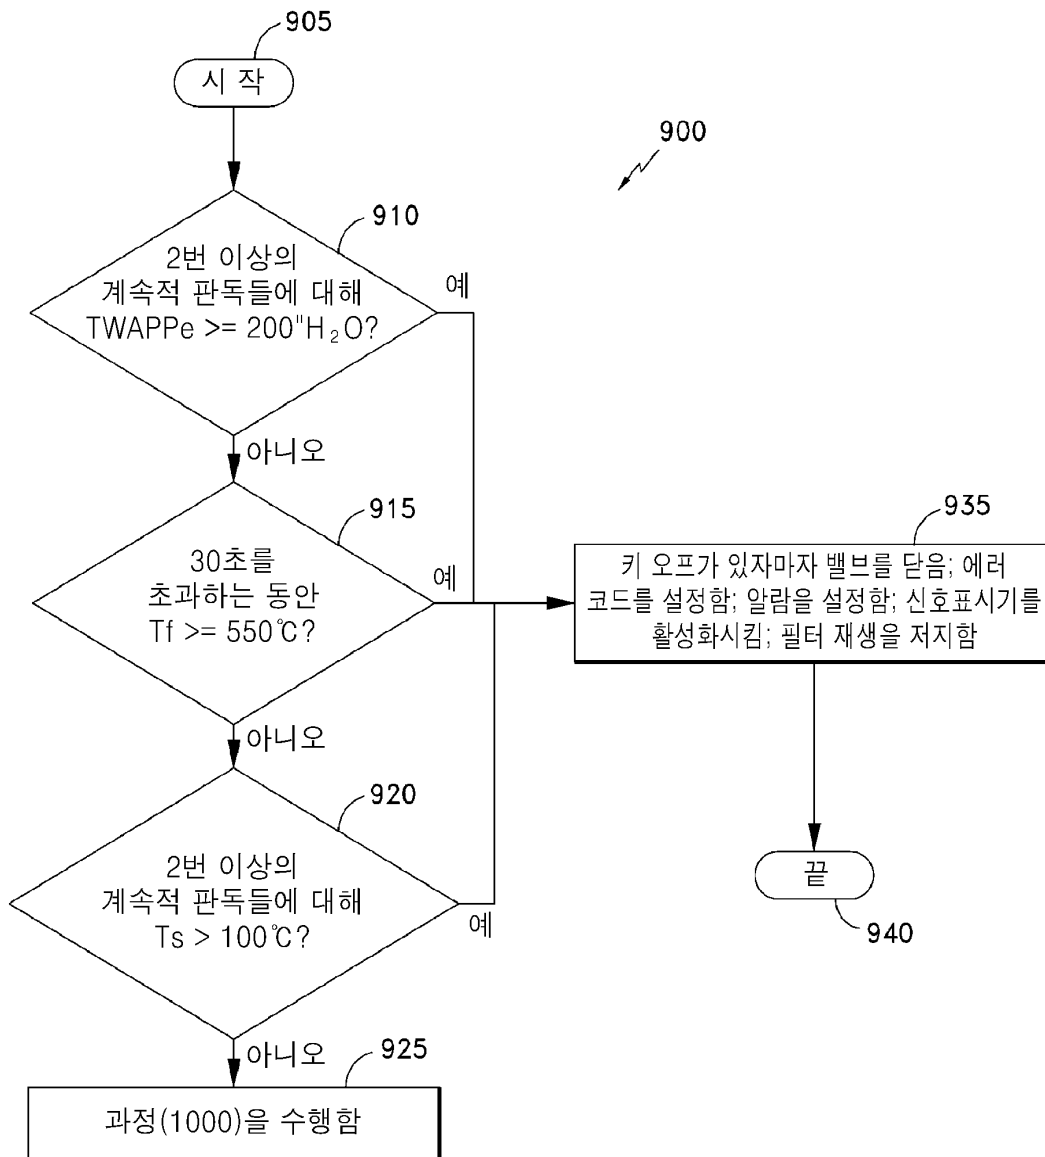 905
시 작
900
910
2번 이상의
계속적 판독들에 대해
TWAPPe >= 200"H₂O?
예
아니오
915
30초를
초과하는 동안
Tf >= 550℃?
예
935
키 오프가 있자마자 밸브를 닫음; 에러
코드를 설정함; 알람을 설정함; 신호표시기를
활성화시킴; 필터 재생을 저지함
아니오
920
2번 이상의
계속적 판독들에 대해
Ts > 100℃?
예
끝
940
아니오
925
과정(1000)을 수행함